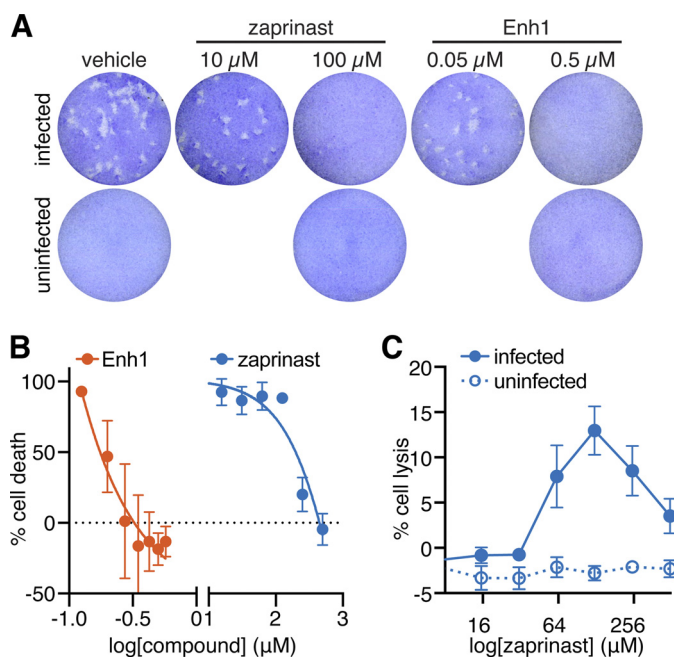 A
zaprinast
Enh1
vehicle
10 µM
100 µM
0.05 µM
0.5 µM
infected
uninfected
B
Enh1
zaprinast
% cell death
100
50
0
-50
-1.0
-0.5
0
1
2
3
log[compound] (µM)
C
infected
uninfected
% cell lysis
20
15
10
5
0
-5
16
64
256
log[zaprinast] (µM)